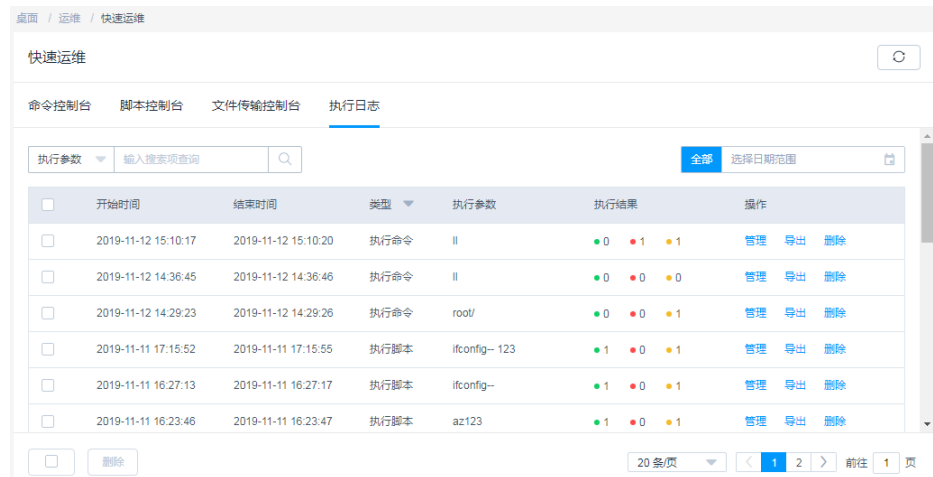 桌面 / 运维 / 快速运维
快速运维
命令控制台 脚本控制台 文件传输控制台 执行日志
执行参数 输入搜索项查询 全部 选择日期范围
开始时间 结束时间 类型 执行参数 执行结果 操作
2019-11-12 15:10:17 2019-11-12 15:10:20 执行命令 ll 0 1 1 管理 导出 删除
2019-11-12 14:36:45 2019-11-12 14:36:46 执行命令 ll 0 0 0 管理 导出 删除
2019-11-12 14:29:23 2019-11-12 14:29:26 执行命令 root/ 0 0 1 管理 导出 删除
2019-11-11 17:15:52 2019-11-11 17:15:55 执行脚本 ifconfig-- 123 1 0 1 管理 导出 删除
2019-11-11 16:27:13 2019-11-11 16:27:17 执行脚本 ifconfig-- 1 0 1 管理 导出 删除
2019-11-11 16:23:46 2019-11-11 16:23:47 执行脚本 az123 1 0 1 管理 导出 删除
删除 20 条/页 1 2 前往 1 页